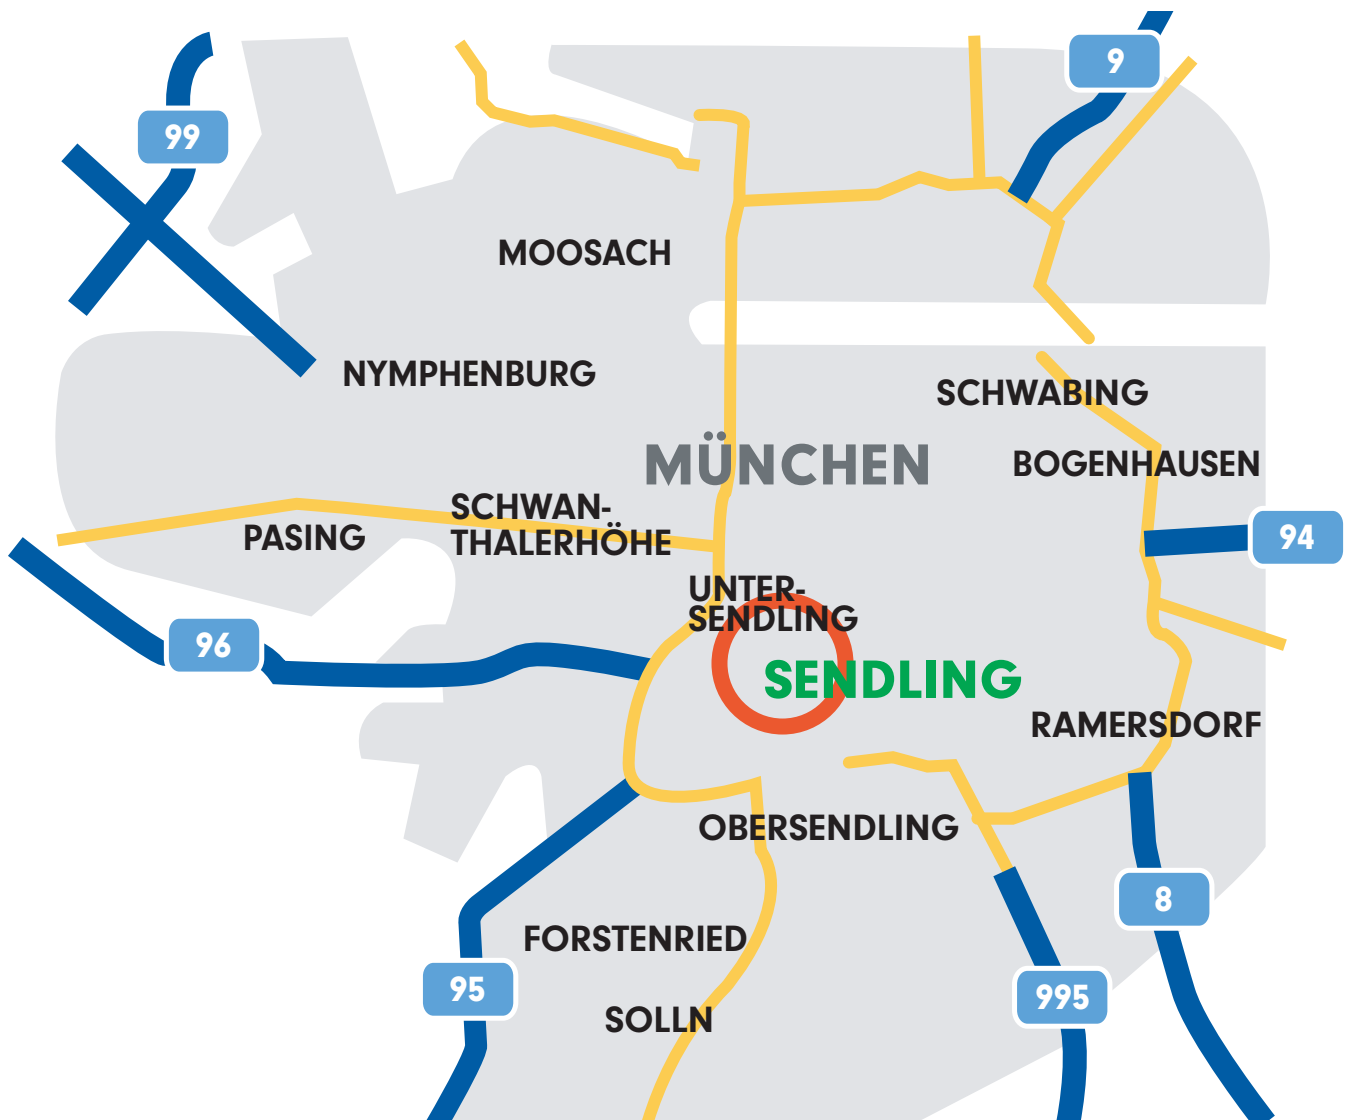 9
99
MOOSACH
NYMPHENBURG
SCHWABING
MÜNCHEN
BOGENHAUSEN
SCHWAN-
THALERHÖHE
PASING
94
UNTER-
SENDLING
96
SENDLING
RAMERSDORF
OBERSENDLING
8
FORSTENRIED
95
995
SOLLN